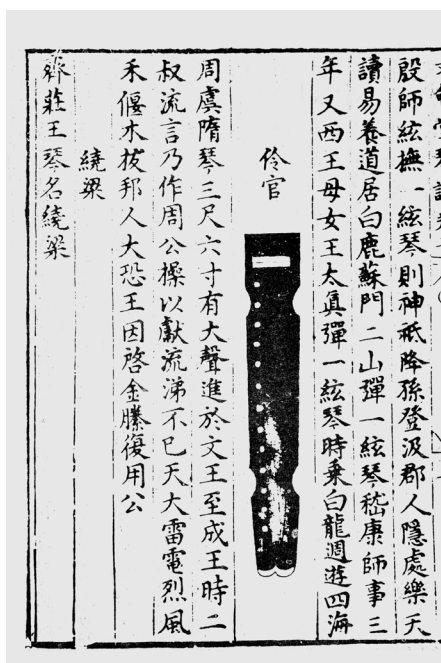 殷師絃撫一絃琴則神祇降孫登汲郡人隱處樂天
讀易養道居白鹿蘇門二山彈一絃琴嵇康師事三
年又西王母女王太真彈一絃琴時乗白龍週遊四海
伶官
周虞隋琴三尺六寸有大聲進於文王至成王時二
叔流言乃作周公操以獻流涕不已天大雷電烈風
禾偃木拔邦人大恐王因啓金縢復用公
繞梁
齊莊王琴名繞梁